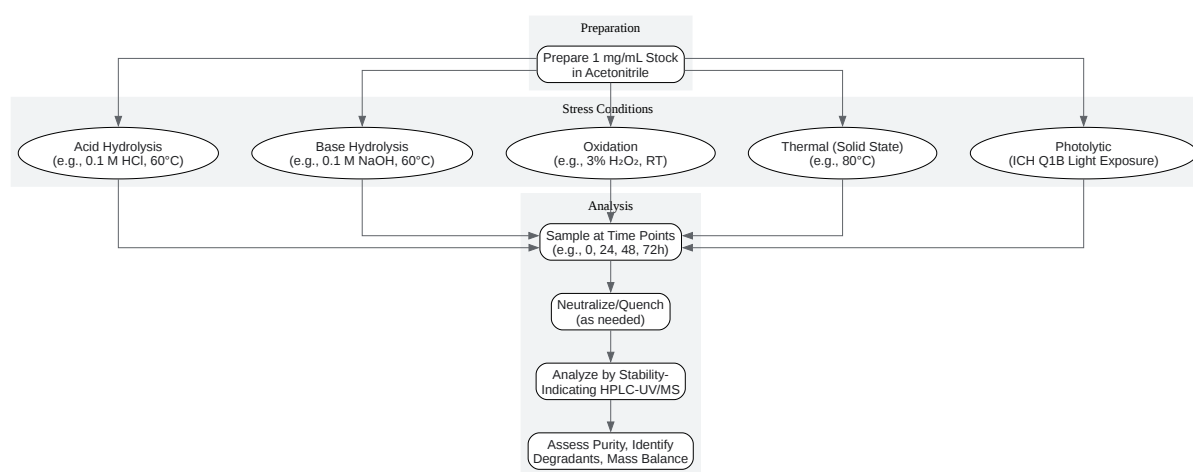 Preparation
Prepare 1 mg/mL Stock
in Acetonitrile
Stress Conditions
Acid Hydrolysis
(e.g., 0.1 M HCl, 60°C)
Base Hydrolysis
(e.g., 0.1 M NaOH, 60°C)
Oxidation
(e.g., 3% H₂O₂, RT)
Thermal (Solid State)
(e.g., 80°C)
Photolytic
(ICH Q1B Light Exposure)
Analysis
Sample at Time Points
(e.g., 0, 24, 48, 72h)
Neutralize/Quench
(as needed)
Analyze by Stability-
Indicating HPLC-UV/MS
Assess Purity, Identify
Degradants, Mass Balance